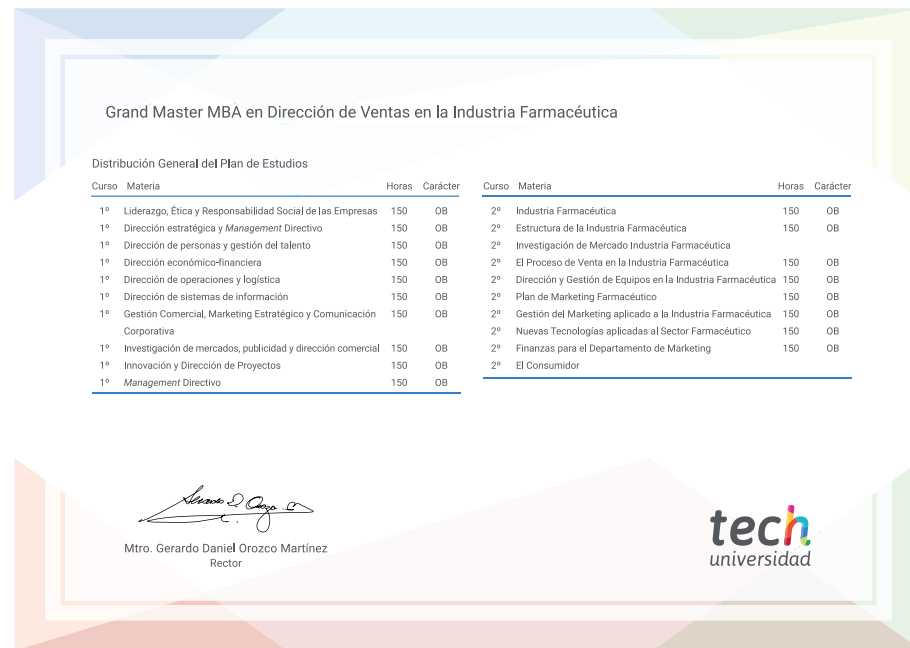 Grand Master MBA en Dirección de Ventas en la Industria Farmacéutica
Distribución General del Plan de Estudios
Curso Materia Horas Carácter
1º Liderazgo, Ética y Responsabilidad Social de las Empresas 150 OB
1º Dirección estratégica y Management Directivo 150 OB
1º Dirección de personas y gestión del talento 150 OB
1º Dirección económico-financiera 150 OB
1º Dirección de operaciones y logística 150 OB
1º Dirección de sistemas de información 150 OB
1º Gestión Comercial, Marketing Estratégico y Comunicación 150 OB
Corporativa
1º Investigación de mercados, publicidad y dirección comercial 150 OB
1º Innovación y Dirección de Proyectos 150 OB
1º Management Directivo 150 OB
Curso Materia Horas Carácter
2º Industria Farmacéutica 150 OB
2º Estructura de la Industria Farmacéutica 150 OB
2º Investigación de Mercado Industria Farmacéutica
2º El Proceso de Venta en la Industria Farmacéutica 150 OB
2º Dirección y Gestión de Equipos en la Industria Farmacéutica 150 OB
2º Plan de Marketing Farmacéutico 150 OB
2º Gestión del Marketing aplicado a la Industria Farmacéutica 150 OB
2º Nuevas Tecnologías aplicadas al Sector Farmacéutico 150 OB
2º Finanzas para el Departamento de Marketing 150 OB
2º El Consumidor
Mtro. Gerardo Daniel Orozco Martínez
Rector
tech
universidad